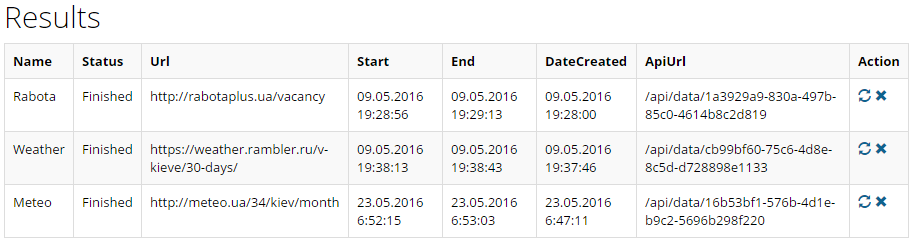 Results
Name Status Url Start End DateCreated ApiUrl Action
Rabota Finished http://rabotaplus.ua/vacancy 09.05.2016 09.05.2016 09.05.2016 /api/data/1a3929a9-830a-497b-
19:28:56 19:29:13 19:28:00 85c0-4614b8c2d819
Weather Finished https://weather.rambler.ru/v- 09.05.2016 09.05.2016 09.05.2016 /api/data/cb99bf60-75c6-4d8e-
kieve/30-days/ 19:38:13 19:38:43 19:37:46 8c5d-d728898e1133
Meteo Finished http://meteo.ua/34/kiev/month 23.05.2016 23.05.2016 23.05.2016 /api/data/16b53bf1-576b-4d1e-
6:52:15 6:53:03 6:47:11 b9c2-5696b298f220